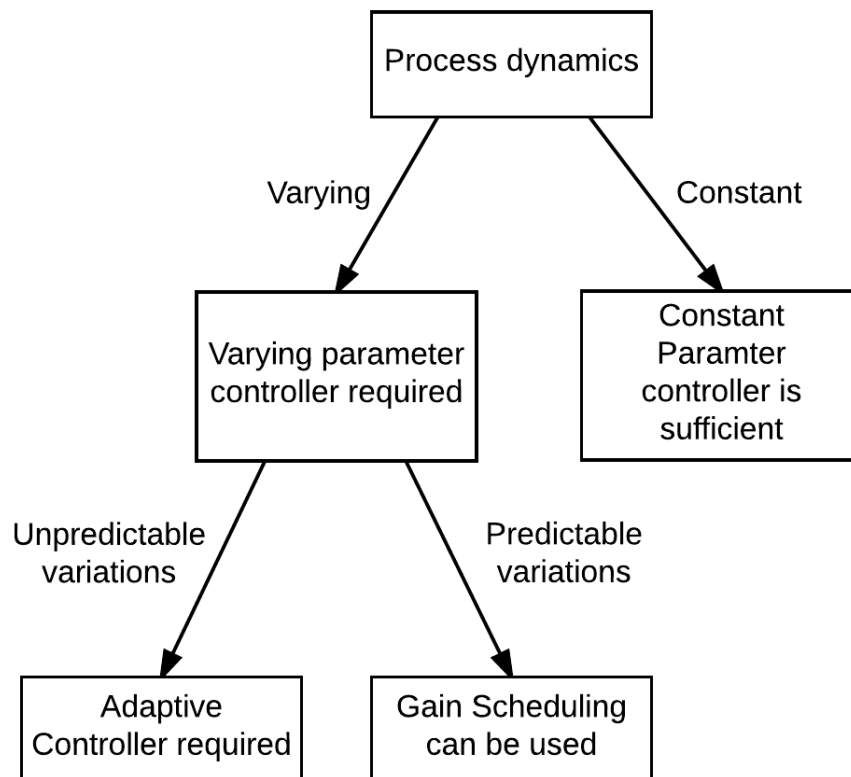 Process dynamics
Varying
Constant
Varying parameter
controller required
Constant
Paramter
controller is
sufficient
Unpredictable
variations
Predictable
variations
Adaptive
Controller required
Gain Scheduling
can be used